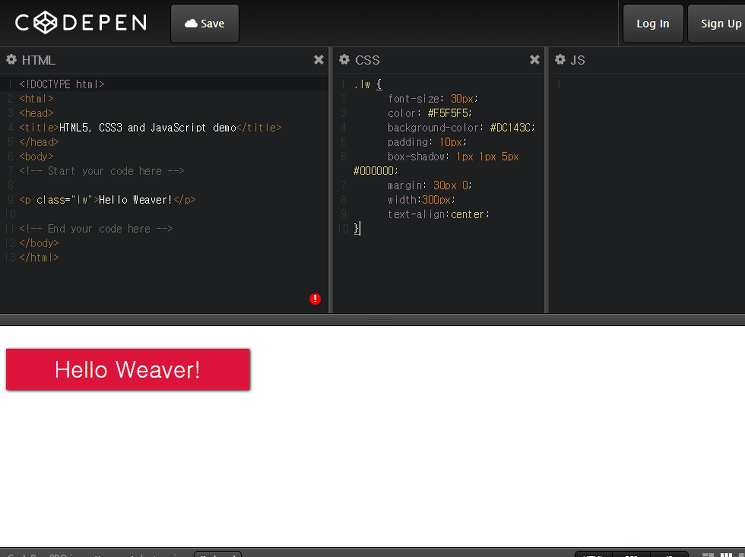 CODEPEN
Save
Log In
Sign Up
HTML
1 <!DOCTYPE html>
2 <html>
3 <head>
4 <title>HTML5, CSS3 and JavaScript demo</title>
5 </head>
6 <body>
7 <!-- Start your code here -->
8
9 <p class="lw">Hello Weaver!</p>
10
11 <!-- End your code here -->
12 </body>
13 </html>
CSS
1 .lw {
2 font-size: 30px;
3 color: #F5F5F5;
4 background-color: #DC143C;
5 padding: 10px;
6 box-shadow: 1px 1px 5px
#000000;
7 margin: 30px 0;
8 width:300px;
9 text-align:center;
10 }
JS
1
Hello Weaver!